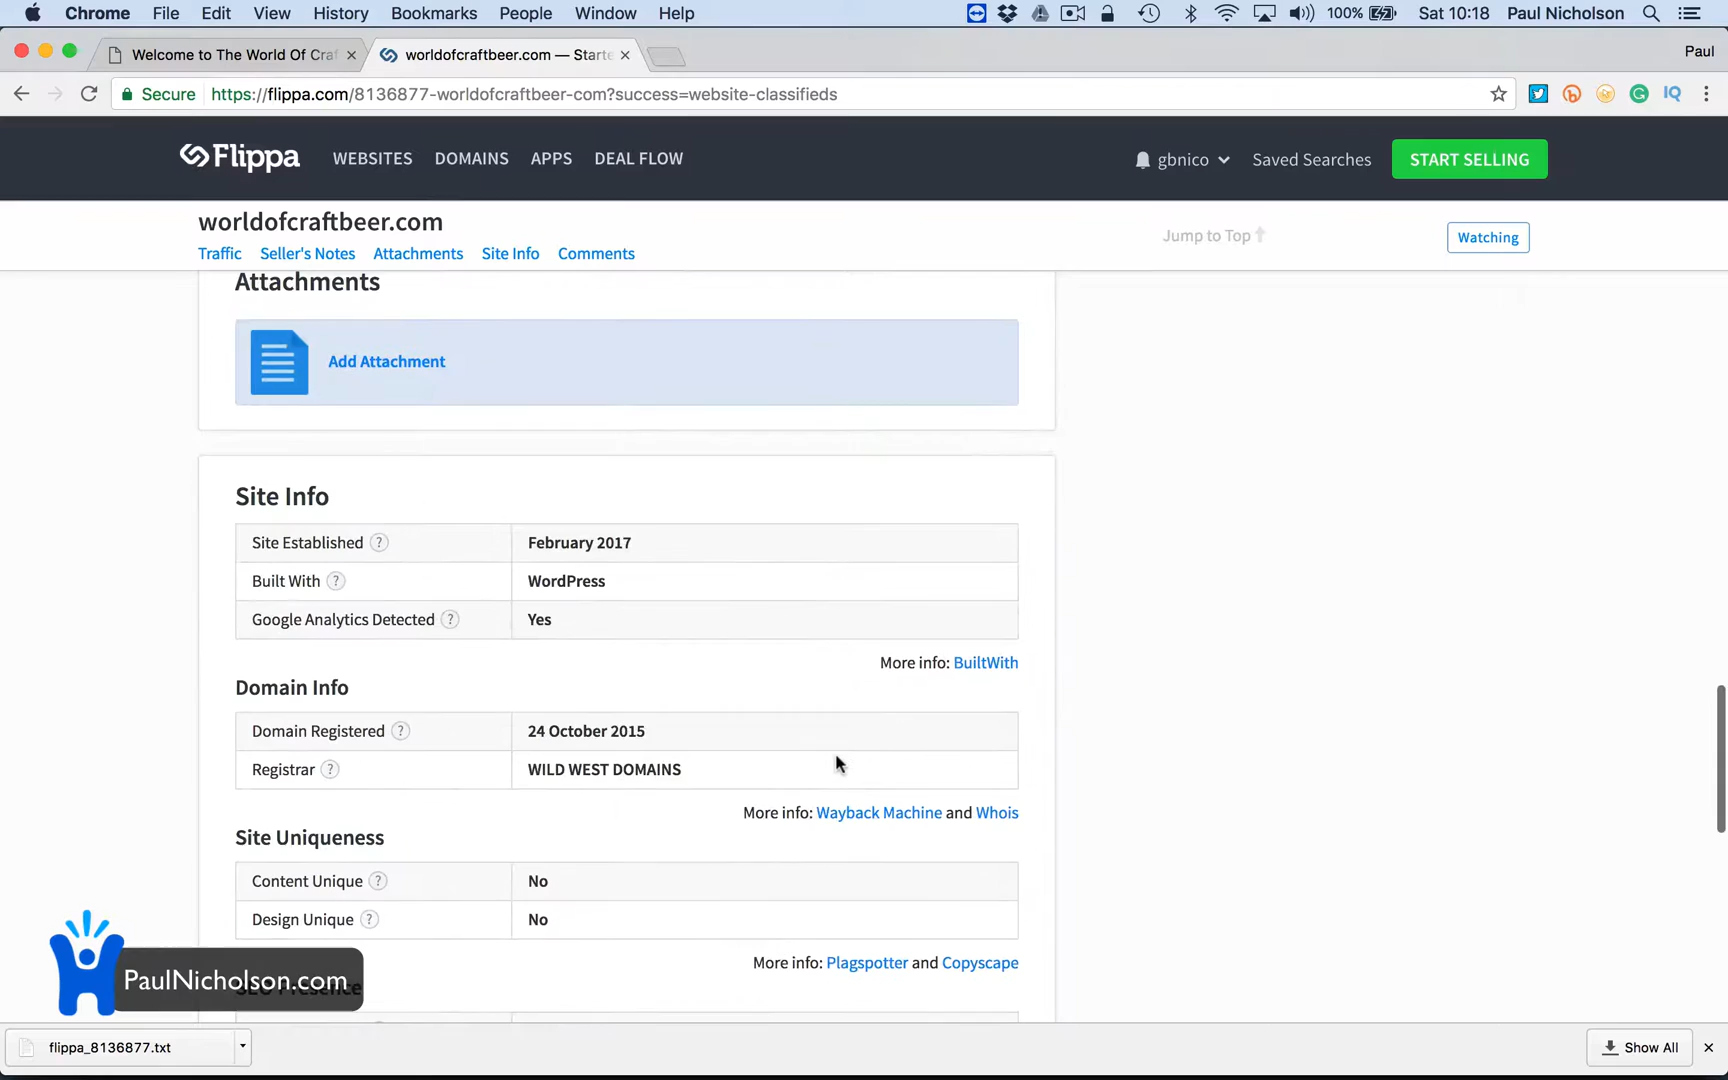 Chrome File Edit View History Bookmarks People Window Help 100% Sat 10:18 Paul Nicholson
Welcome to The World Of Craf worldofcraftbeer.com — Starte Paul
Secure https://flippa.com/8136877-worldofcraftbeer-com?success=website-classifieds
Flippa WEBSITES DOMAINS APPS DEAL FLOW gbnico Saved Searches START SELLING
worldofcraftbeer.com
Jump to Top Watching
Traffic Seller's Notes Attachments Site Info Comments
Attachments
Add Attachment
Site Info
Site Established ? February 2017
Built With ? WordPress
Google Analytics Detected ? Yes
More info: BuiltWith
Domain Info
Domain Registered ? 24 October 2015
Registrar ? WILD WEST DOMAINS
More info: Wayback Machine and Whois
Site Uniqueness
Content Unique ? No
Design Unique ? No
More info: Plagspotter and Copyscape
PaulNicholson.com
SEO Presence
flippa_8136877.txt Show All